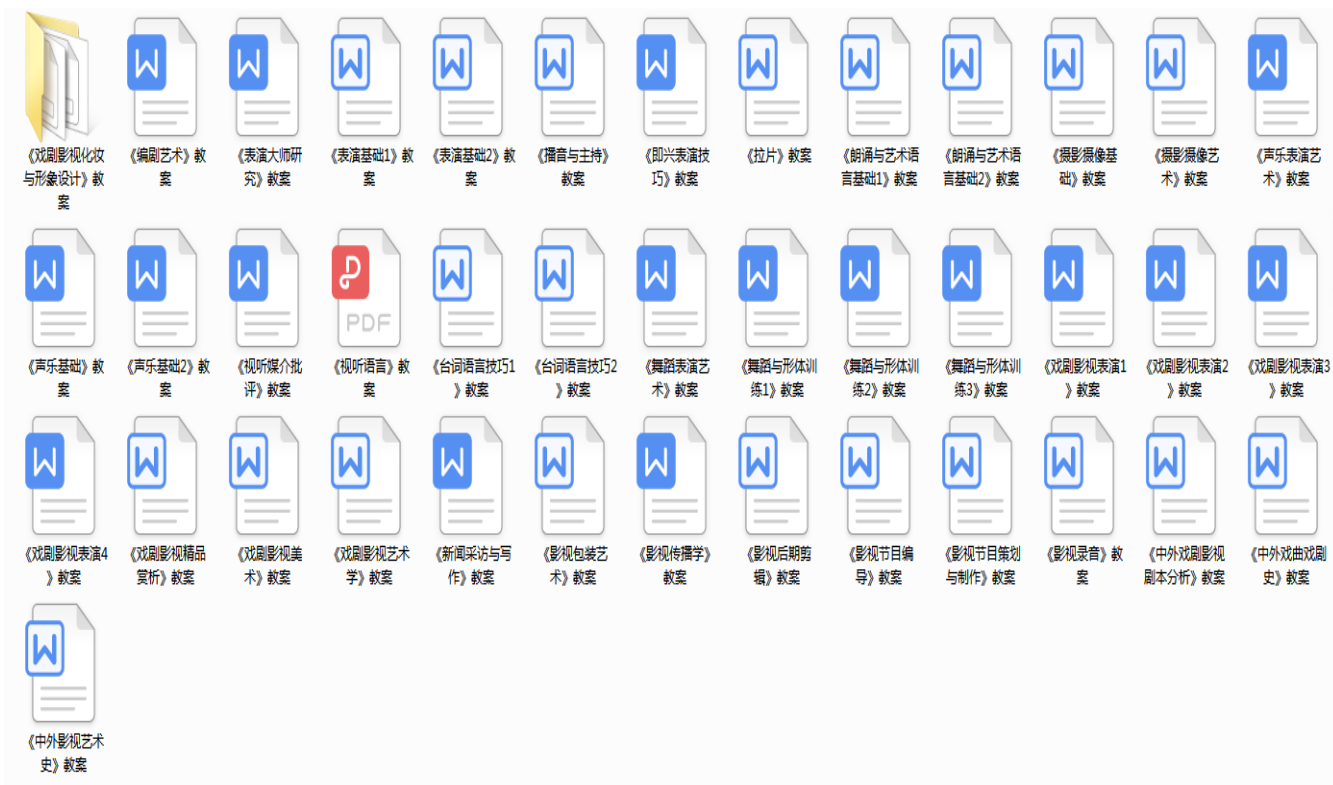 《戏剧影视化妆
与形象设计》教
案
《编剧艺术》教
案
《表演大师研
究》教案
《表演基础1》教
案
《表演基础2》教
案
《播音与主持》
教案
《即兴表演技
巧》教案
《拉片》教案
《朗诵与艺术语
言基础1》教案
《朗诵与艺术语
言基础2》教案
《摄影摄像基
础》教案
《摄影摄像艺
术》教案
《声乐表演艺
术》教案
《声乐基础》教
案
《声乐基础2》教
案
《视听媒介批
评》教案
PDF
《视听语言》教
案
《台词语言技巧1
》教案
《台词语言技巧2
》教案
《舞蹈表演艺
术》教案
《舞蹈与形体训
练1》教案
《舞蹈与形体训
练2》教案
《舞蹈与形体训
练3》教案
《戏剧影视表演1
》教案
《戏剧影视表演2
》教案
《戏剧影视表演3
》教案
《戏剧影视表演4
》教案
《戏剧影视精品
赏析》教案
《戏剧影视美
术》教案
《戏剧影视艺术
学》教案
《新闻采访与写
作》教案
《影视包装艺
术》教案
《影视传播学》
教案
《影视后期剪
辑》教案
《影视节目编
导》教案
《影视节目策划
与制作》教案
《影视录音》教
案
《中外戏剧影视
剧本分析》教案
《中外戏曲戏剧
史》教案
《中外影视艺术
史》教案